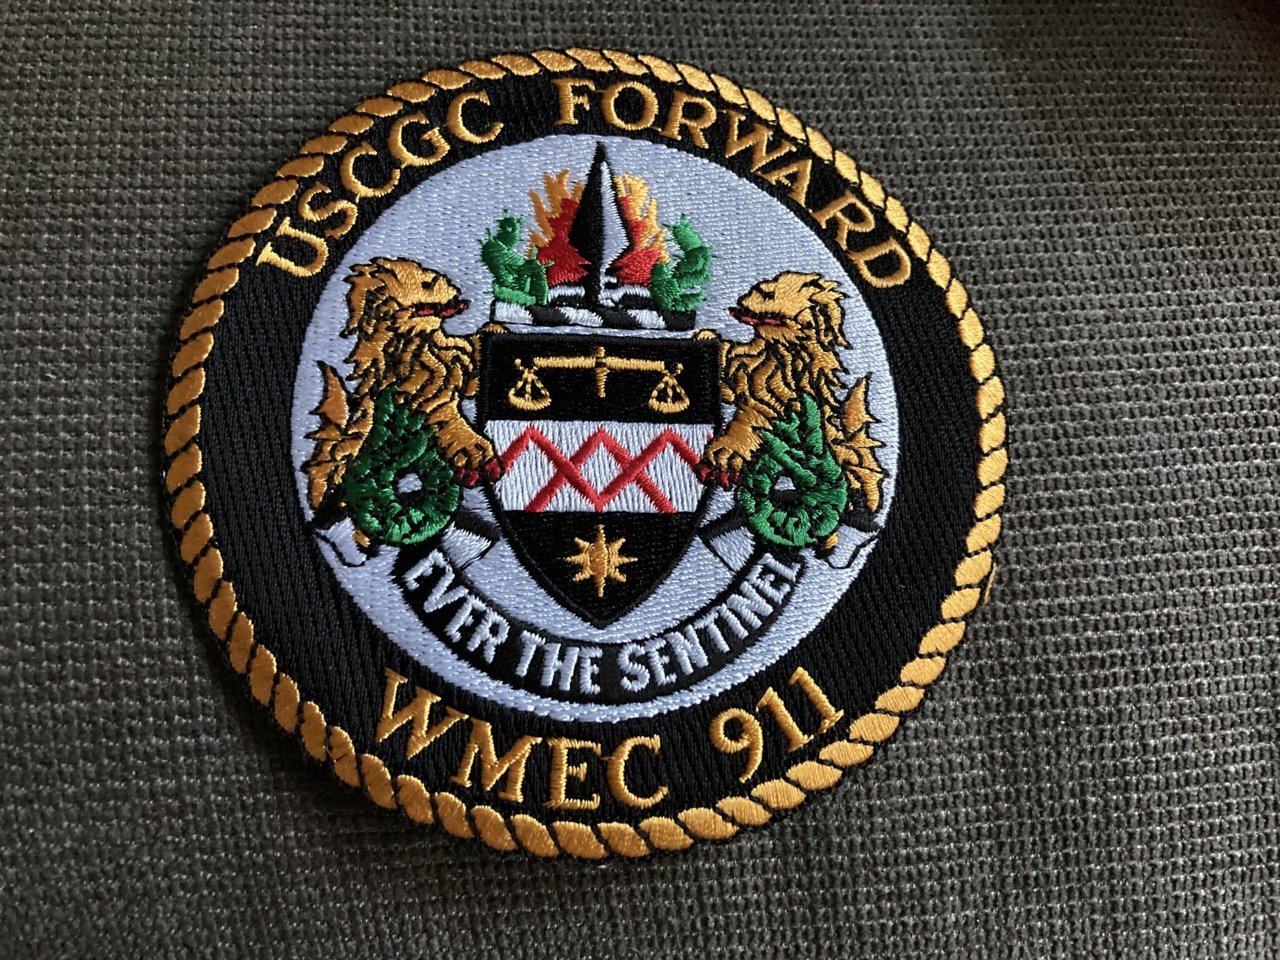 USCGC FORWARD
EVER THE SENTINEL
WMEC 911